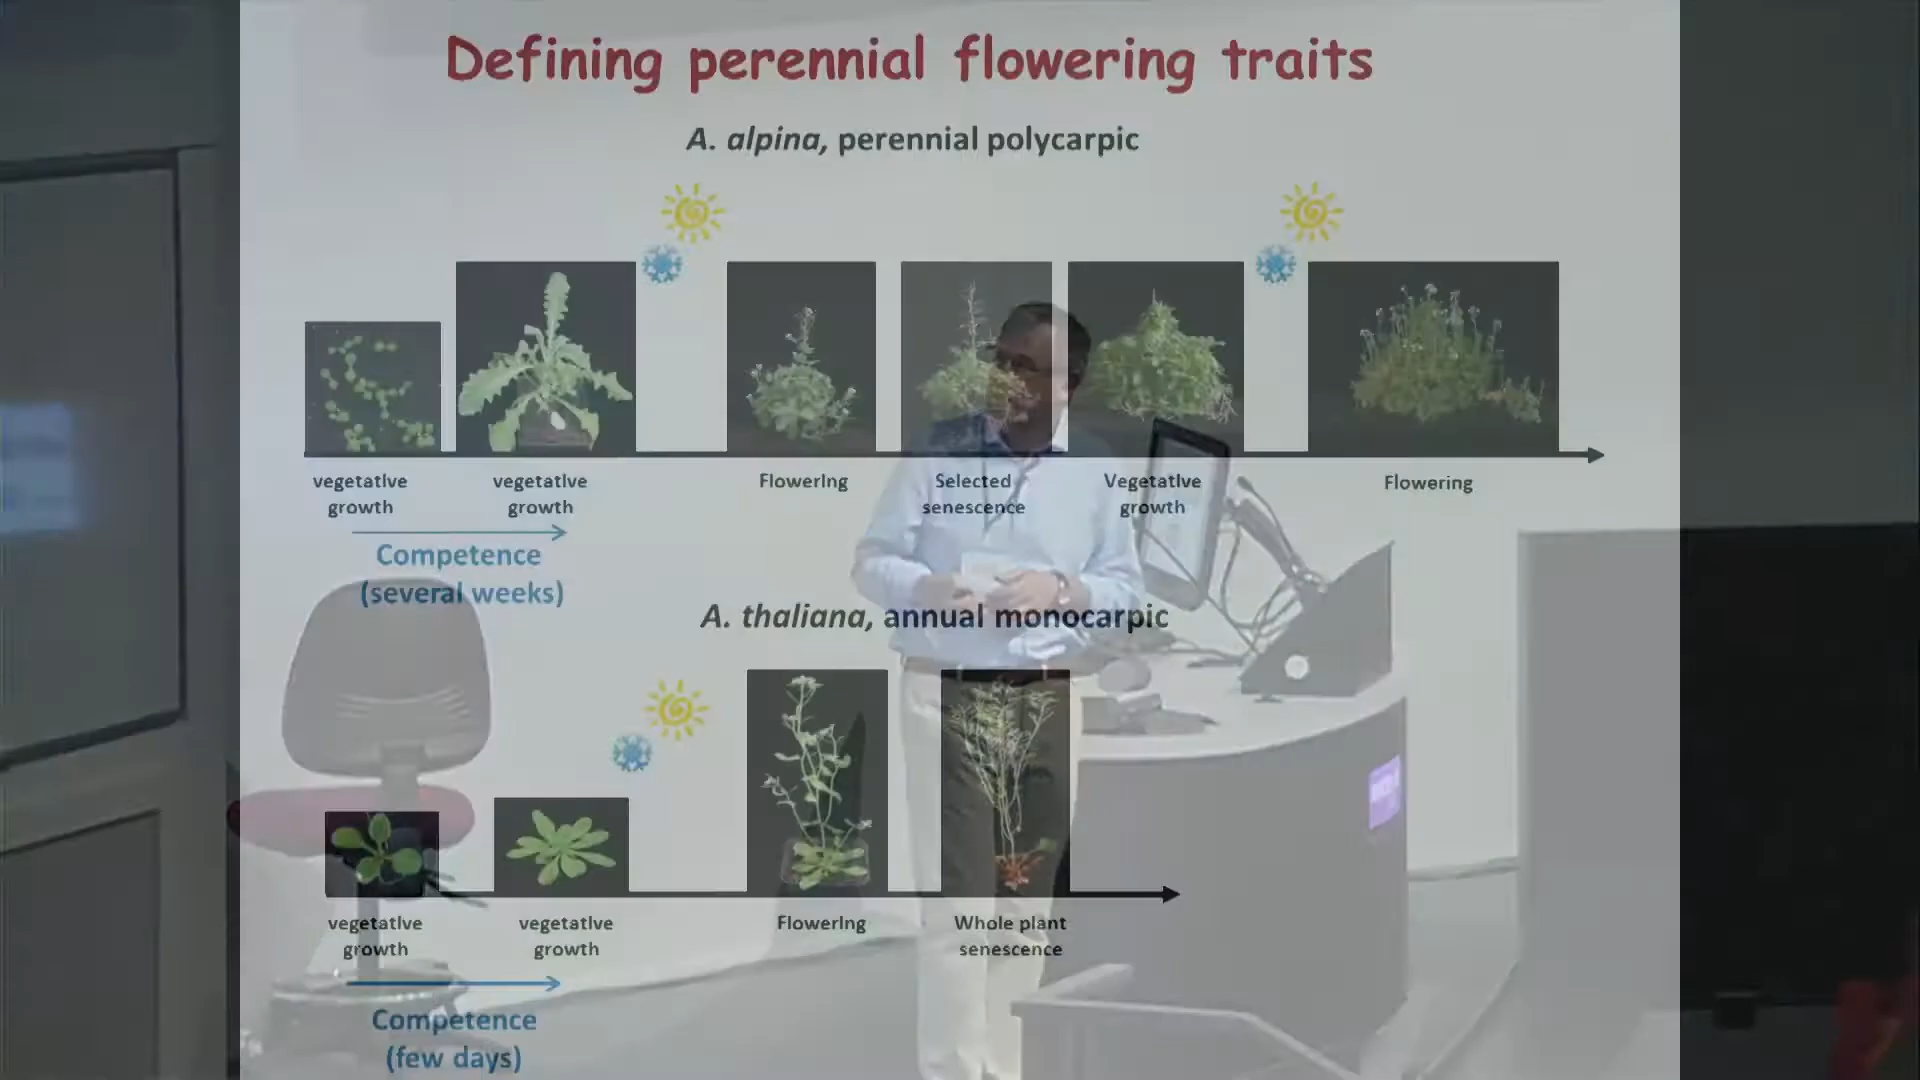 Defining perennial flowering traits
A. alpina, perennial polycarpic
vegetative
growth
vegetative
growth
Flowering
Selected
senescence
Vegetative
growth
Flowering
Competence
(several weeks)
A. thaliana, annual monocarpic
vegetative
growth
vegetative
growth
Flowering
Whole plant
senescence
Competence
(few days)